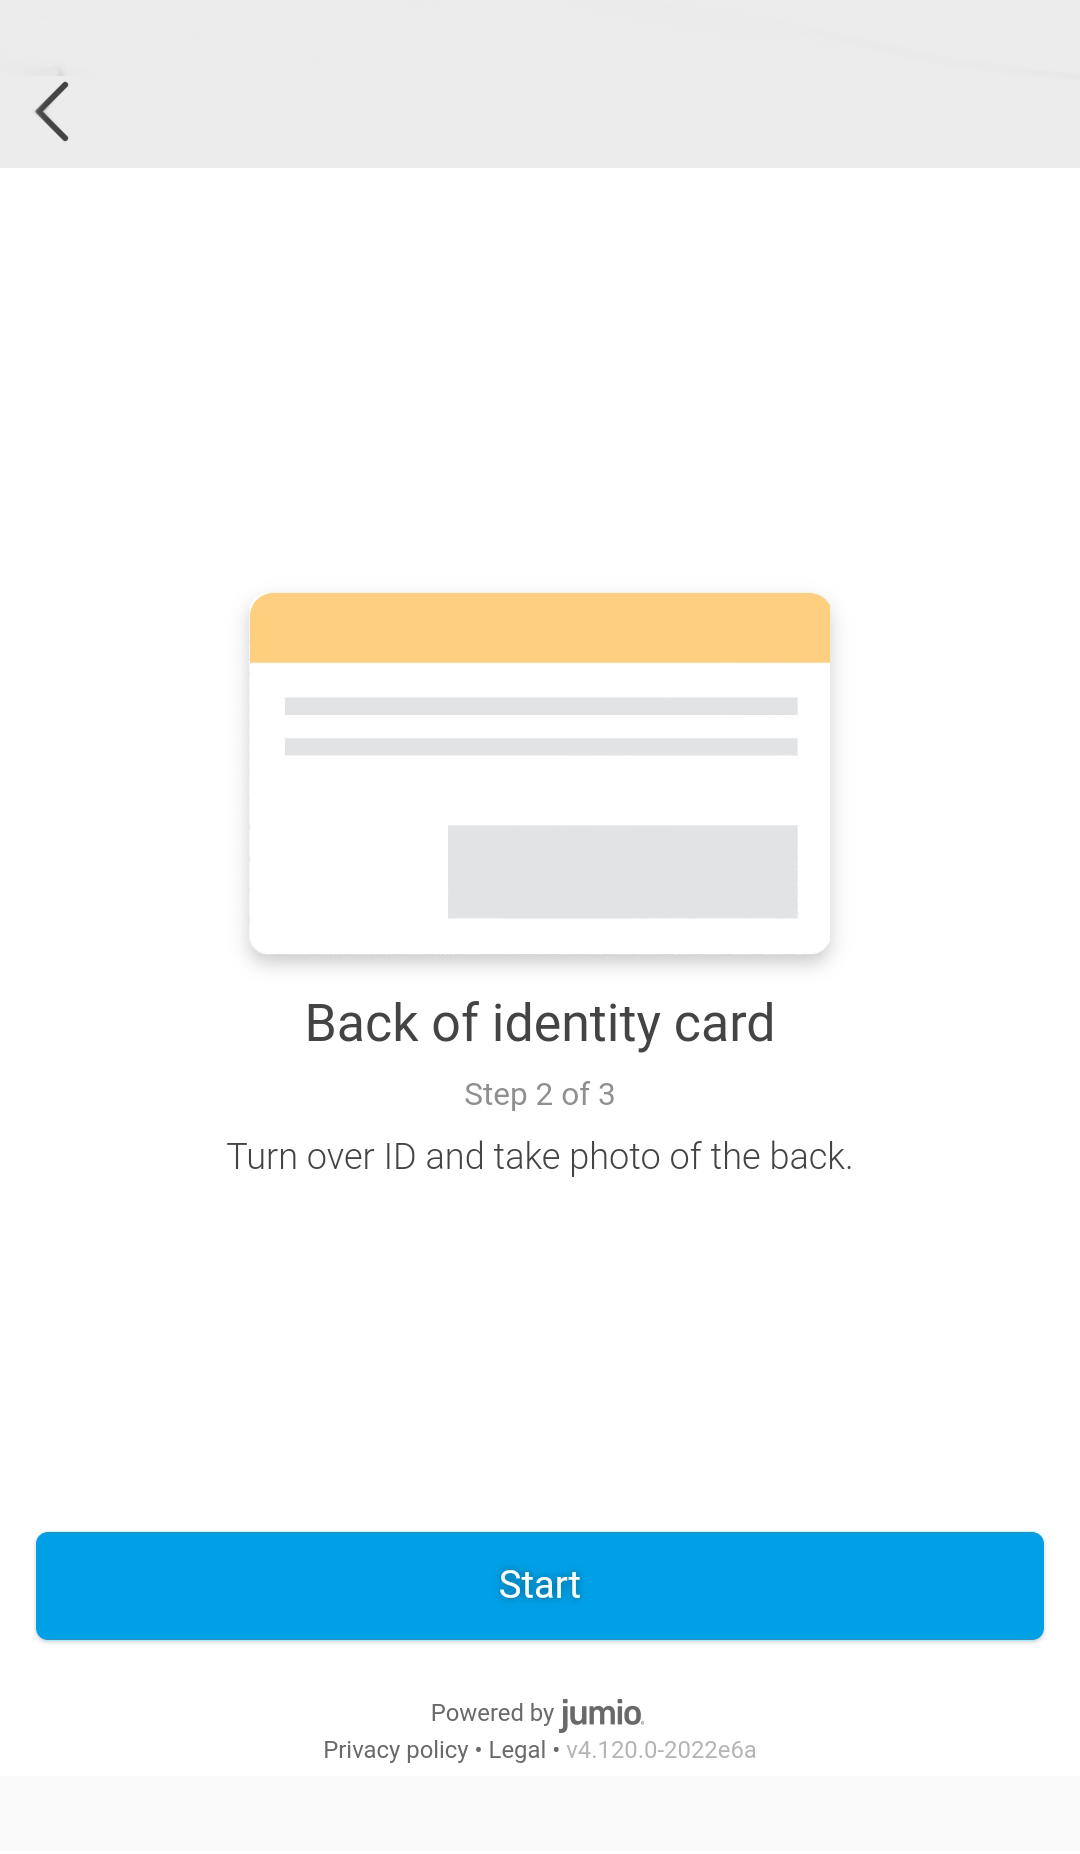 Back of identity card
Step 2 of 3
Turn over ID and take photo of the back.
Start
Powered by jumio.
Privacy policy • Legal • v4.120.0-2022e6a